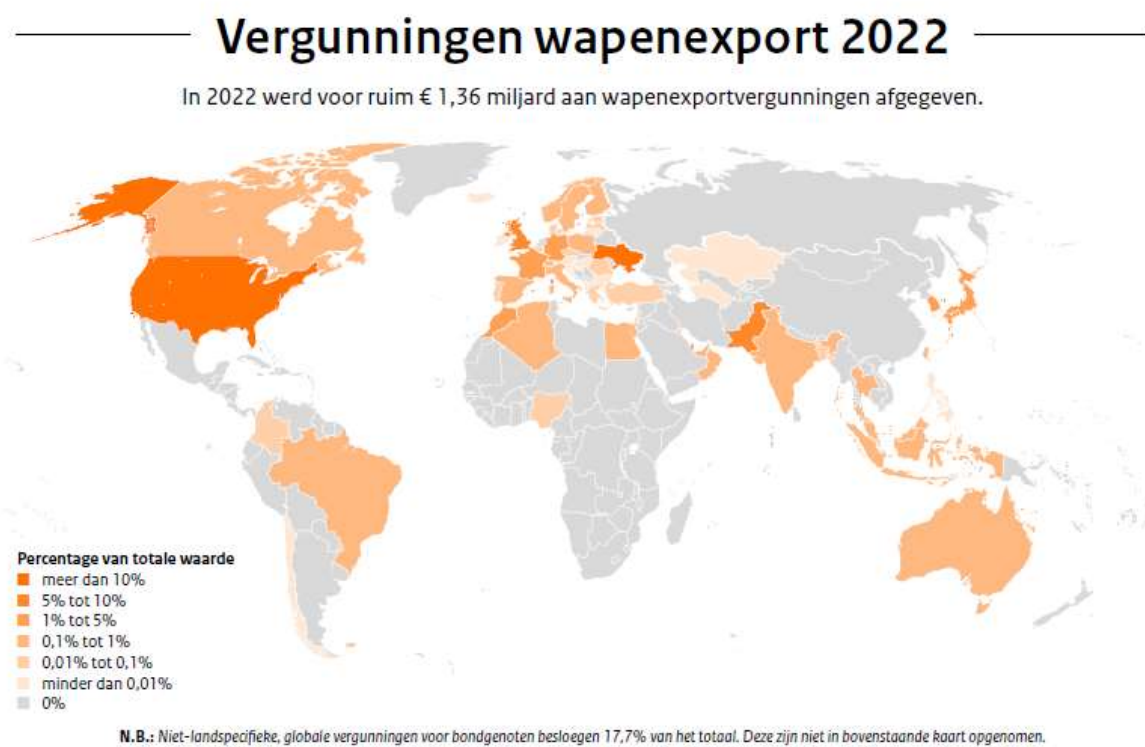 Vergunningen wapenexport 2022
In 2022 werd voor ruim € 1,36 miljard aan wapenexportvergunningen afgegeven.
Percentage van totale waarde
meer dan 10%
5% tot 10%
1% tot 5%
0,1% tot 1%
0,01% tot 0,1%
minder dan 0,01%
0%
N.B.: Niet-landspecifieke, globale vergunningen voor bondgenoten besloegen 17,7% van het totaal. Deze zijn niet in bovenstaande kaart opgenomen.